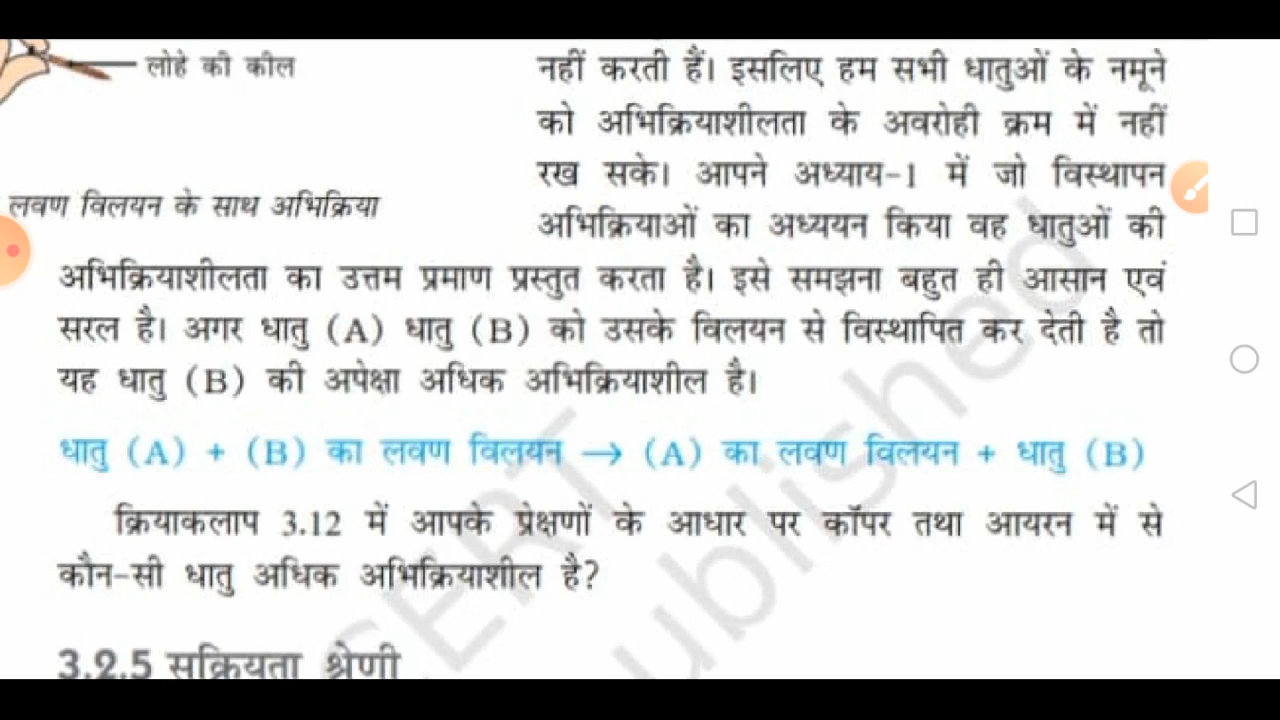 लोहे की कील
लवण विलयन के साथ अभिक्रिया
नहीं करती हैं। इसलिए हम सभी धातुओं के नमूने
को अभिक्रियाशीलता के अवरोही क्रम में नहीं
रख सके। आपने अध्याय-1 में जो विस्थापन
अभिक्रियाओं का अध्ययन किया वह धातुओं की
अभिक्रियाशीलता का उत्तम प्रमाण प्रस्तुत करता है। इसे समझना बहुत ही आसान एवं
सरल है। अगर धातु (A) धातु (B) को उसके विलयन से विस्थापित कर देती है तो
यह धातु (B) की अपेक्षा अधिक अभिक्रियाशील है।
धातु (A) + (B) का लवण विलयन → (A) का लवण विलयन + धातु (B)
क्रियाकलाप 3.12 में आपके प्रेक्षणों के आधार पर कॉपर तथा आयरन में से
कौन-सी धातु अधिक अभिक्रियाशील है?
3.2.5 सक्रियता श्रेणी